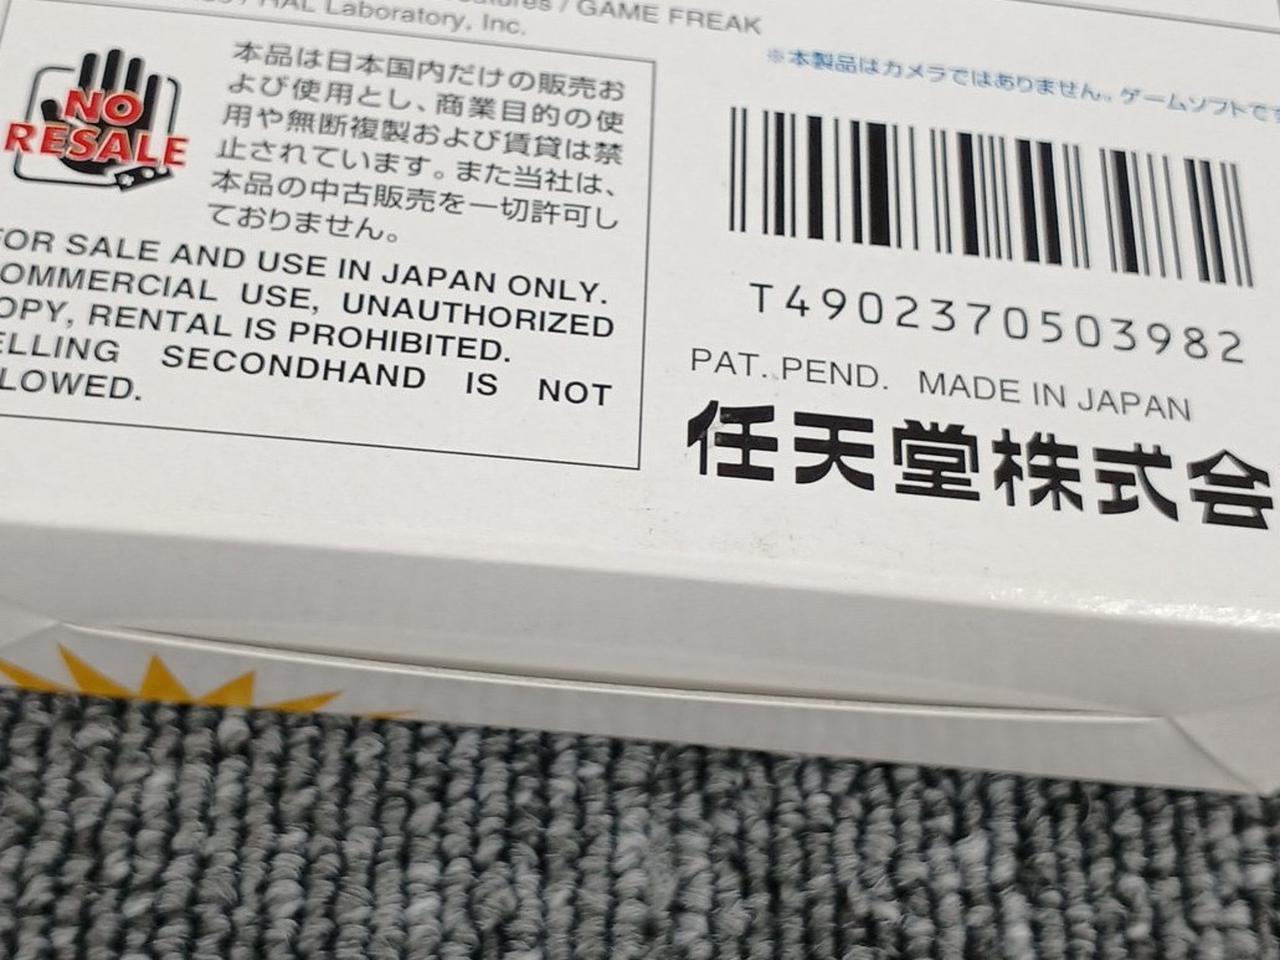 / GAME FREAK
HAL Laboratory, Inc.
NO
RESALE
本品は日本国内だけの販売お
よび使用とし、商業目的の使
用や無断複製および賃貸は禁
止されています。また当社は、
本品の中古販売を一切許可し
ておりません。
FOR SALE AND USE IN JAPAN ONLY.
OMMERCIAL USE, UNAUTHORIZED
OPY, RENTAL IS PROHIBITED.
ELLING SECONDHAND IS NOT
LOWED.
※本製品はカメラではありません。ゲームソフトです
T4902370503982
PAT. PEND. MADE IN JAPAN
任天堂株式会